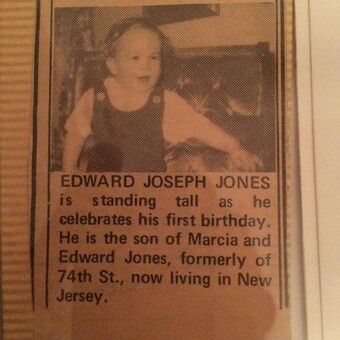 EDWARD JOSEPH JONES
is standing tall as he
celebrates his first birthday.
He is the son of Marcia and
Edward Jones, formerly of
74th St., now living in New
Jersey.